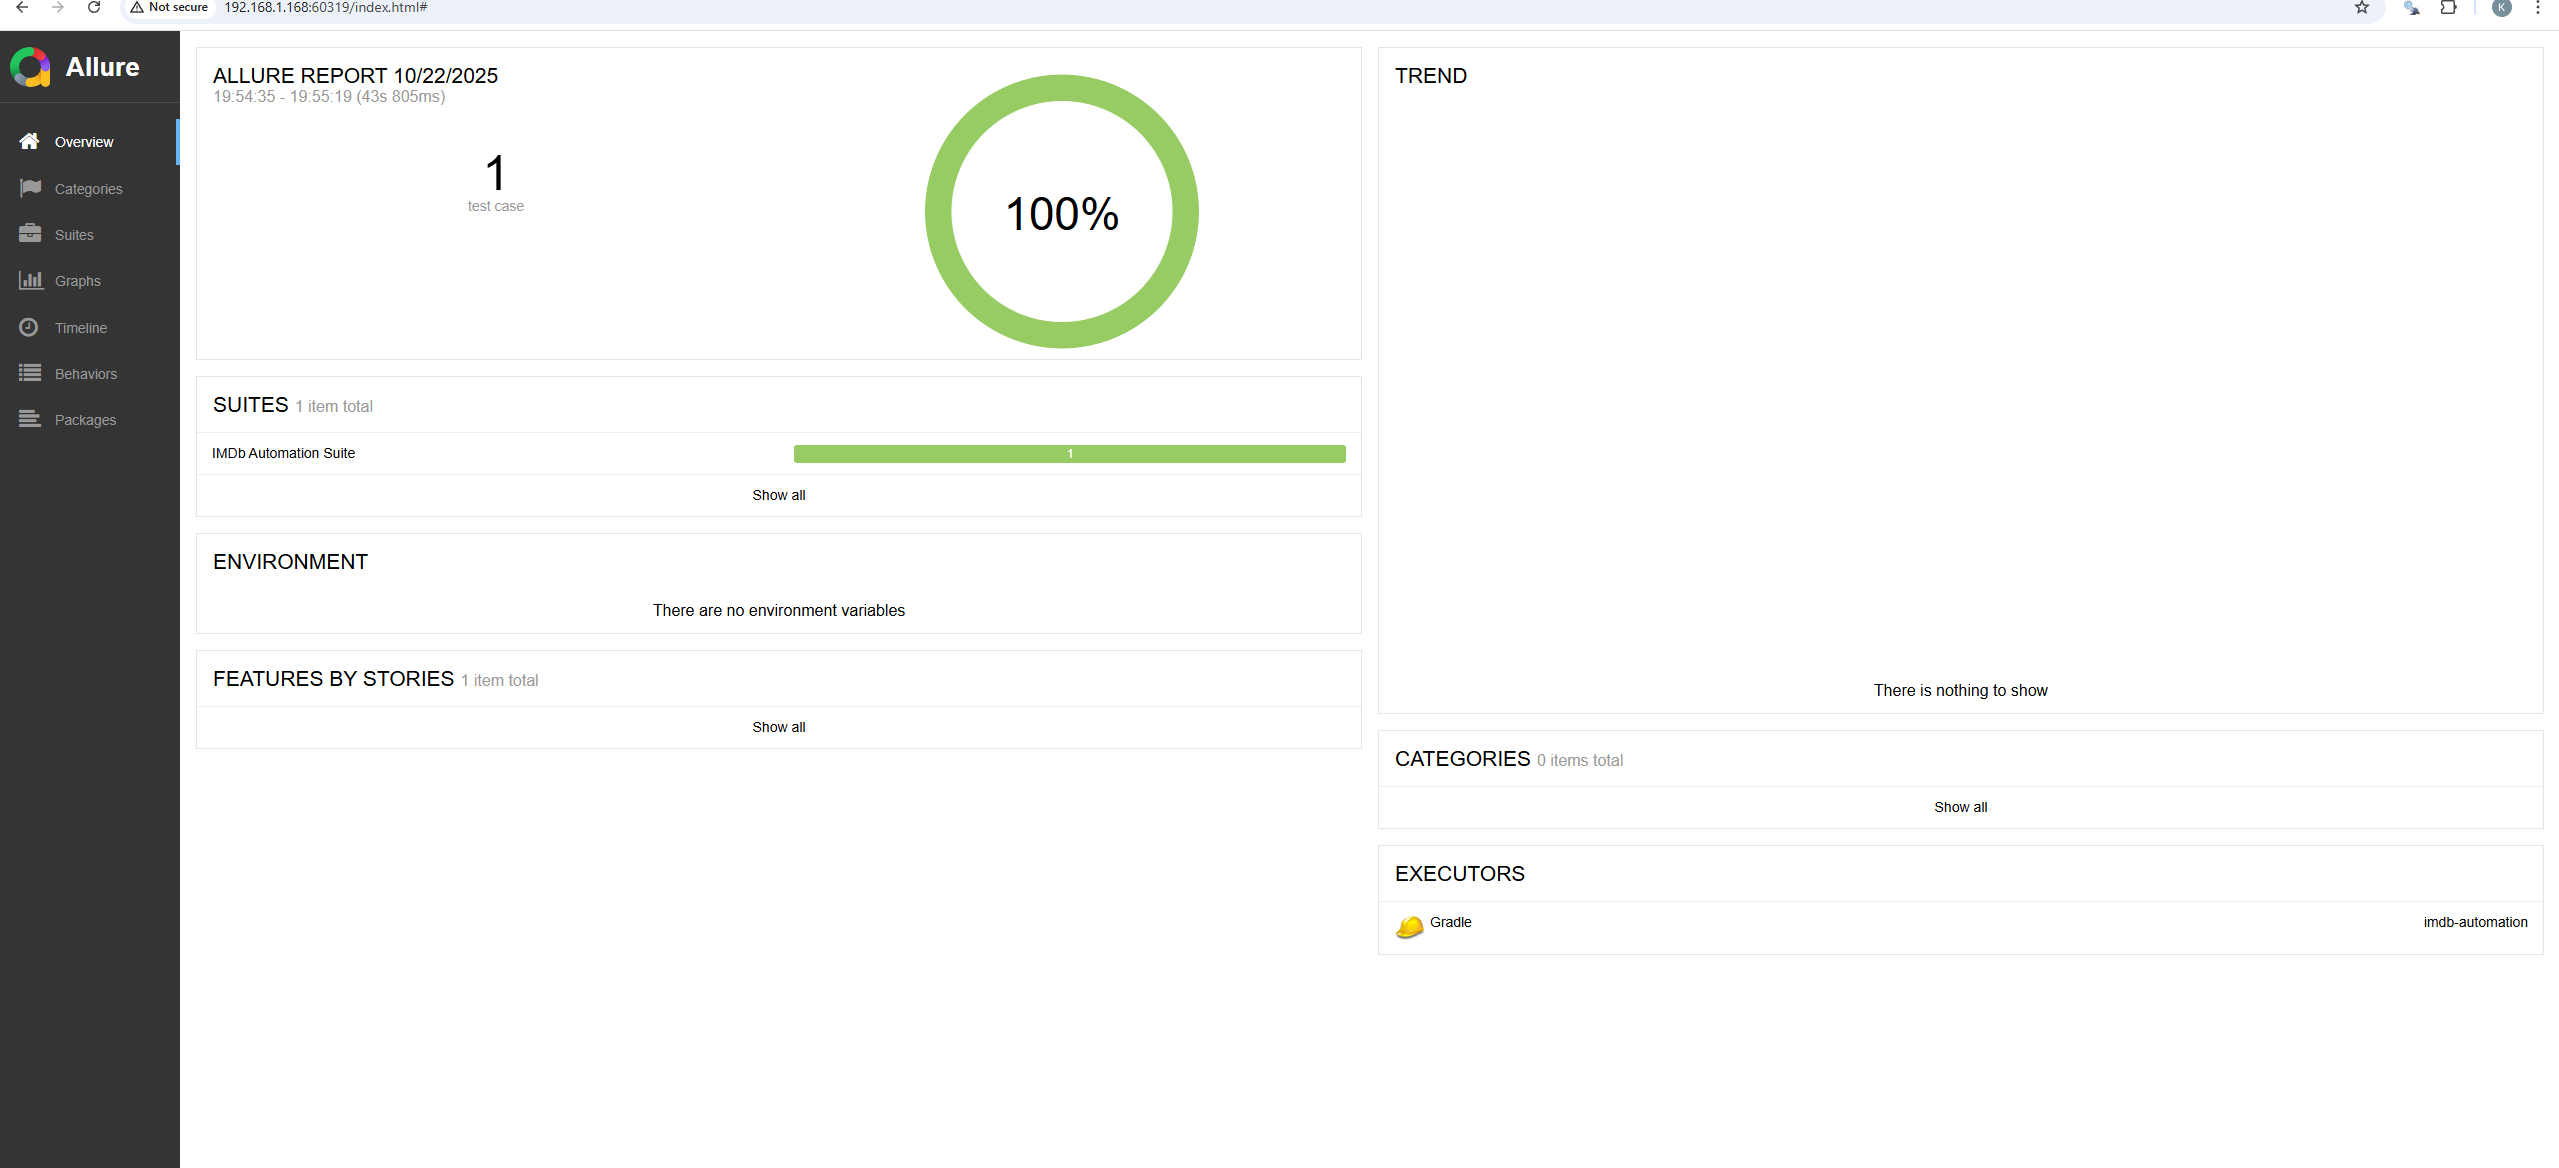 Not secure
192.168.1.168:60319/index.html#
K
Allure
Overview
Categories
Suites
Graphs
Timeline
Behaviors
Packages
ALLURE REPORT 10/22/2025
19:54:35 - 19:55:19 (43s 805ms)
1
test case
100%
SUITES 1 item total
IMDb Automation Suite
1
Show all
ENVIRONMENT
There are no environment variables
FEATURES BY STORIES 1 item total
Show all
TREND
There is nothing to show
CATEGORIES 0 items total
Show all
EXECUTORS
Gradle
imdb-automation